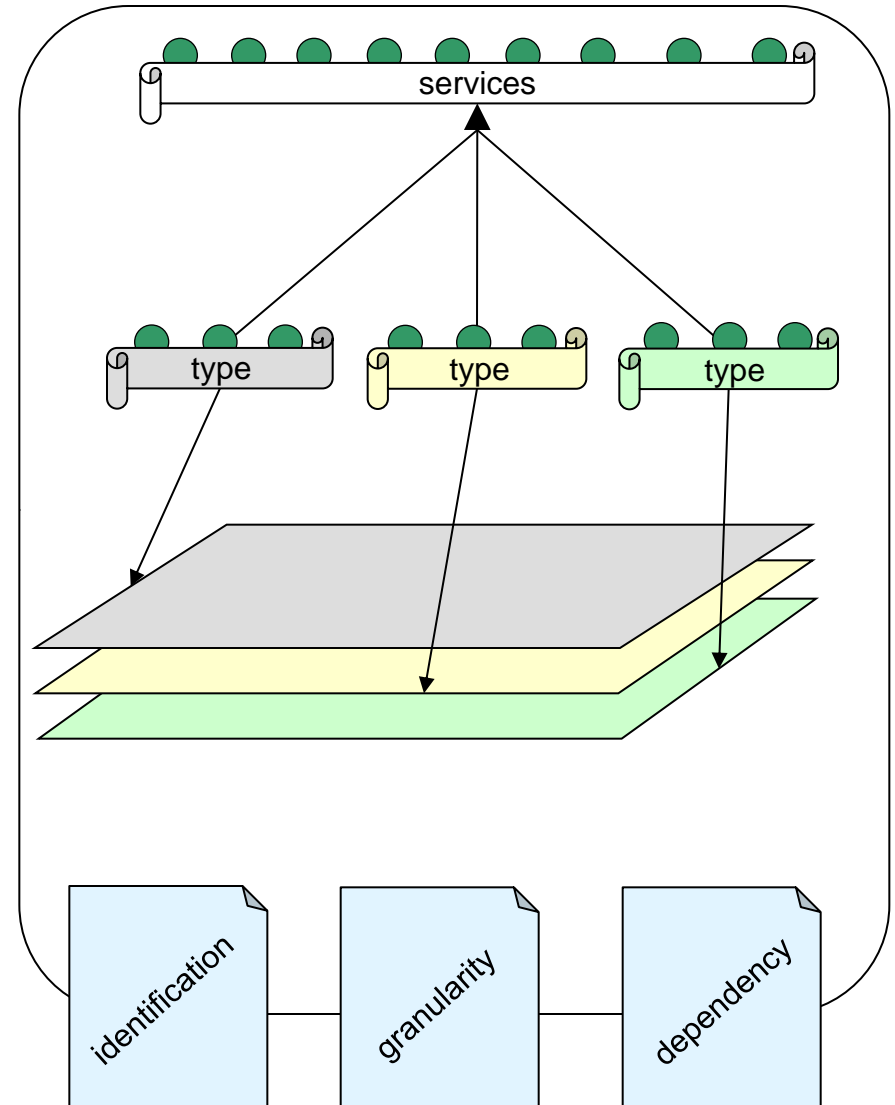 services
type
type
type
identification
granularity
dependency